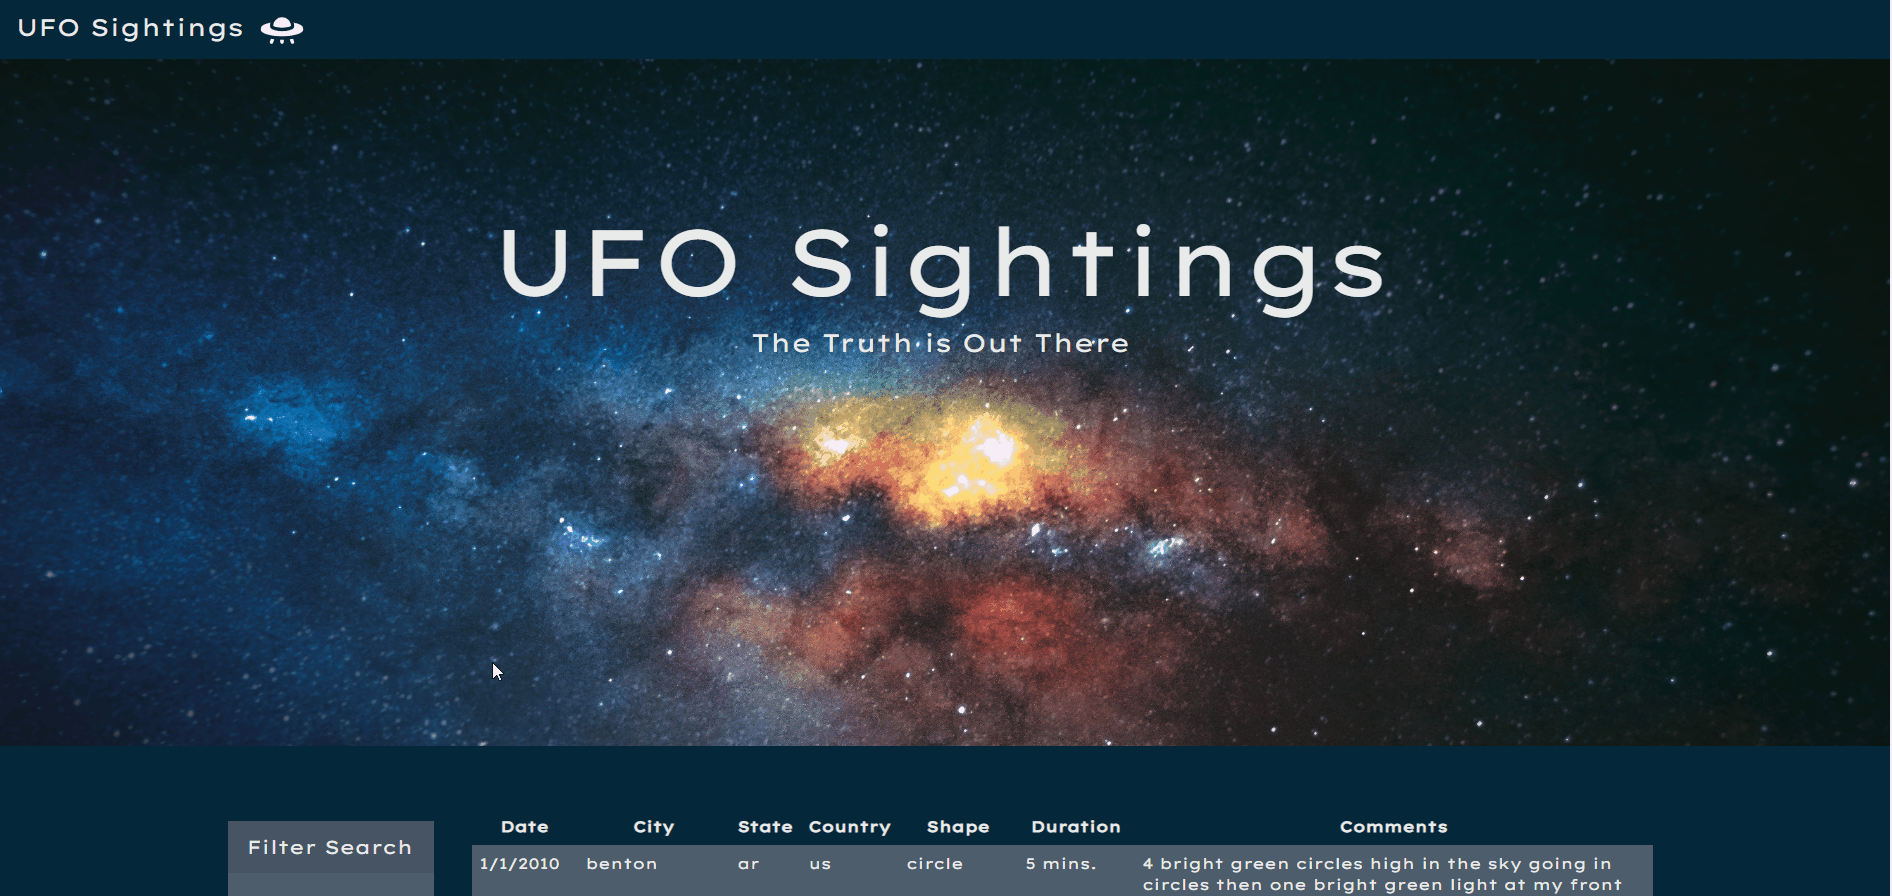 UFO Sightings
UFO Sightings
The Truth is Out There
Filter Search
Date City State Country Shape Duration Comments
1/1/2010 benton ar us circle 5 mins. 4 bright green circles high in the sky going in
circles then one bright green light at my front